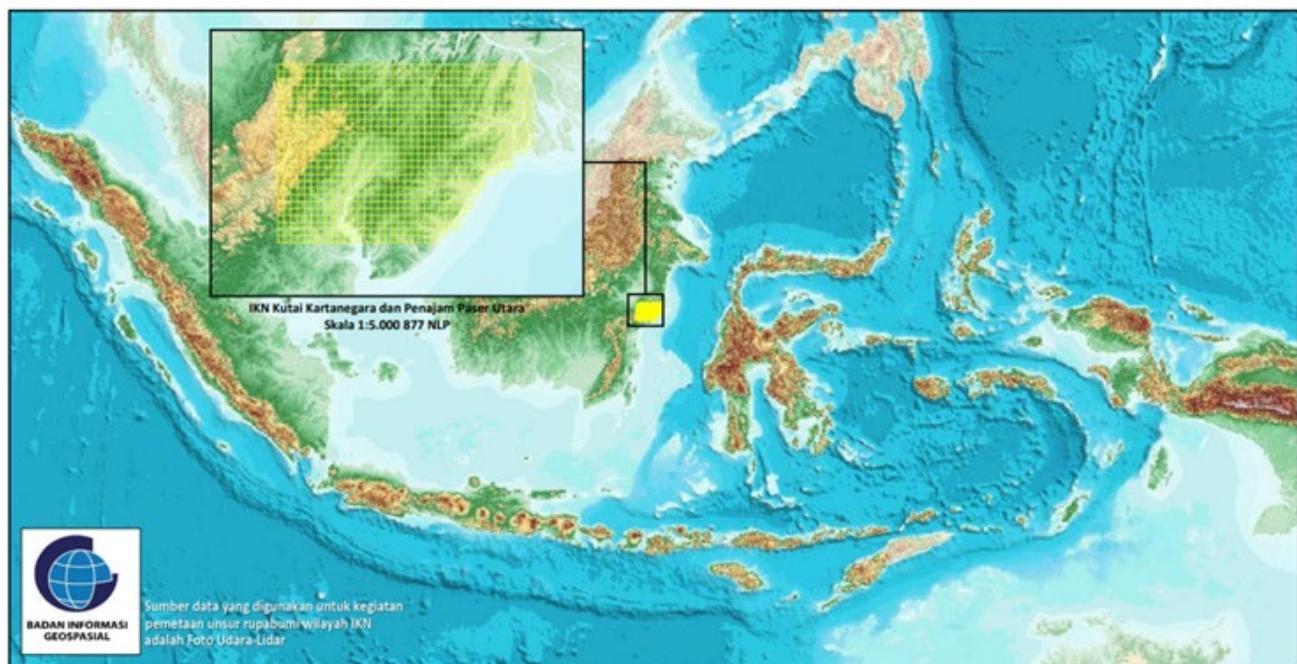 IKN Kutai Kartanegara dan Penajam Paser Utara
Skala 1:5.000 877 NLP
BADAN INFORMASI
GEOSPASIAL
Sumber data yang digunakan untuk kegiatan
pemetaan unsur rupabumi wilayah IKN
adalah Foto Udara-Lidar